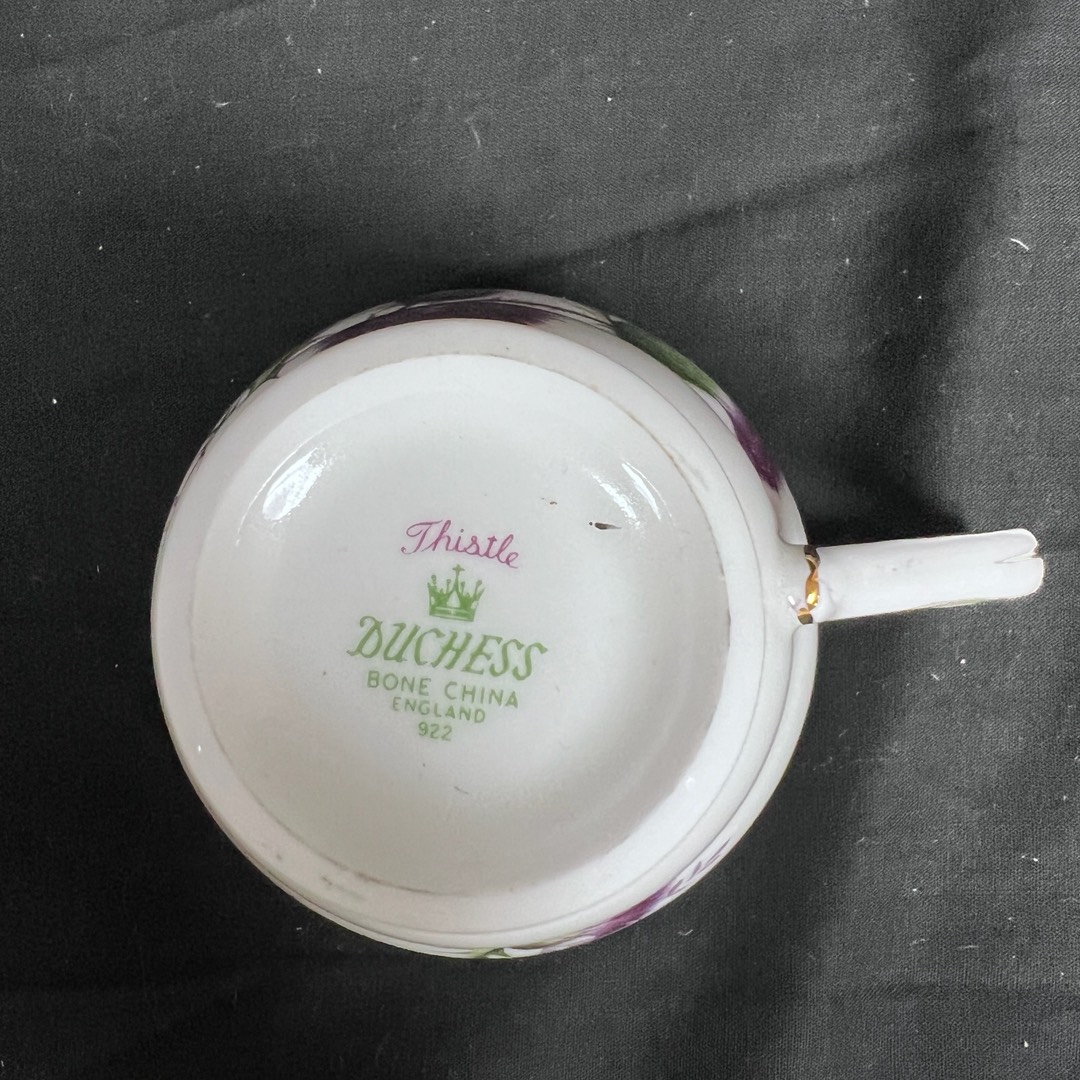 Thistle
DUCHESS
BONE CHINA
ENGLAND
922